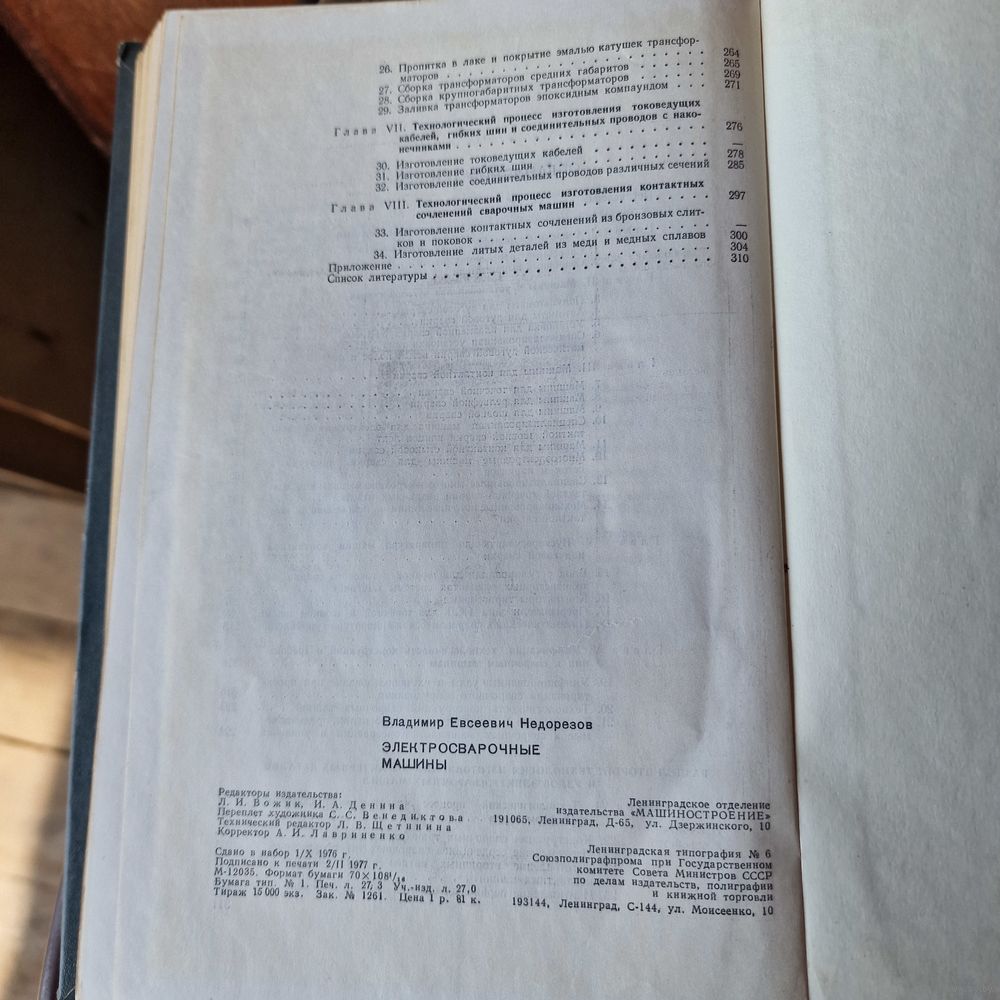 26. Пропитка в лаке и покрытие эмалью катушек трансфор-
маторов . . . . . . . . . . . . . . . . . . . . 264
27. Сборка трансформаторов средних габаритов . . . . . 265
28. Сборка крупногабаритных трансформаторов . . . . . 269
29. Заливка трансформаторов эпоксидным компаундом . . . 271
Глава VII. Технологический процесс изготовления токоведущих
кабелей, гибких шин и соединительных проводов с нако-
нечниками . . . . . . . . . . . . . . . . . . . 276
30. Изготовление токоведущих кабелей . . . . . . . . —
31. Изготовление гибких шин . . . . . . . . . . . . 278
32. Изготовление соединительных проводов различных сечений 285
Глава VIII. Технологический процесс изготовления контактных
сочленений сварочных машин . . . . . . . . . . . 297
33. Изготовление контактных сочленений из бронзовых слит-
ков и поковок . . . . . . . . . . . . . . . . . —
34. Изготовление литых деталей из меди и медных сплавов 300
Приложение . . . . . . . . . . . . . . . . . . . . 304
Список литературы . . . . . . . . . . . . . . . . . 310
Владимир Евсеевич Недорезов
ЭЛЕКТРОСВАРОЧНЫЕ
МАШИНЫ
Редакторы издательства:
Л. И. Вожик, И. А. Денина
Переплет художника С. С. Венедиктова
Технический редактор Л. В. Щетинина
Корректор А. И. Лавриненко
Сдано в набор 1/X 1976 г.
Подписано к печати 2/II 1977 г.
М-12035. Формат бумаги 70×108¹/₁₆
Бумага тип. № 1. Печ. л. 27,3 Уч.-изд. л. 27,0
Тираж 15 000 экз. Зак. № 1261. Цена 1 р. 81 к.
Ленинградское отделение
издательства «МАШИНОСТРОЕНИЕ»
191065, Ленинград, Д-65, ул. Дзержинского, 10
Ленинградская типография № 6
Союзполиграфпрома при Государственном
комитете Совета Министров СССР
по делам издательств, полиграфии
и книжной торговли
193144, Ленинград, С-144, ул. Моисеенко, 10